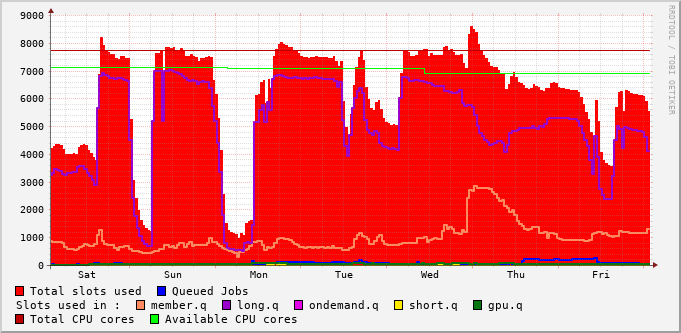 9000
8000
7000
6000
5000
4000
3000
2000
1000
0
Sat Sun Mon Tue Wed Thu Fri
RRDTOOL / TOBI OETIKER
Total slots used Queued Jobs
Slots used in : member.q long.q ondemand.q short.q gpu.q
Total CPU cores Available CPU cores